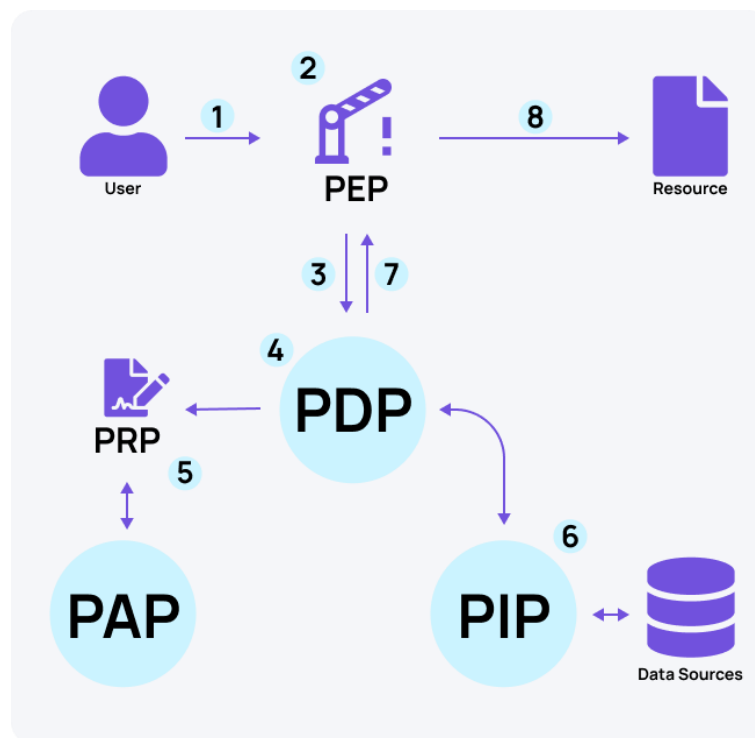 1
2
8
User
PEP
Resource
3
7
4
PDP
PRP
5
6
PAP
PIP
Data Sources